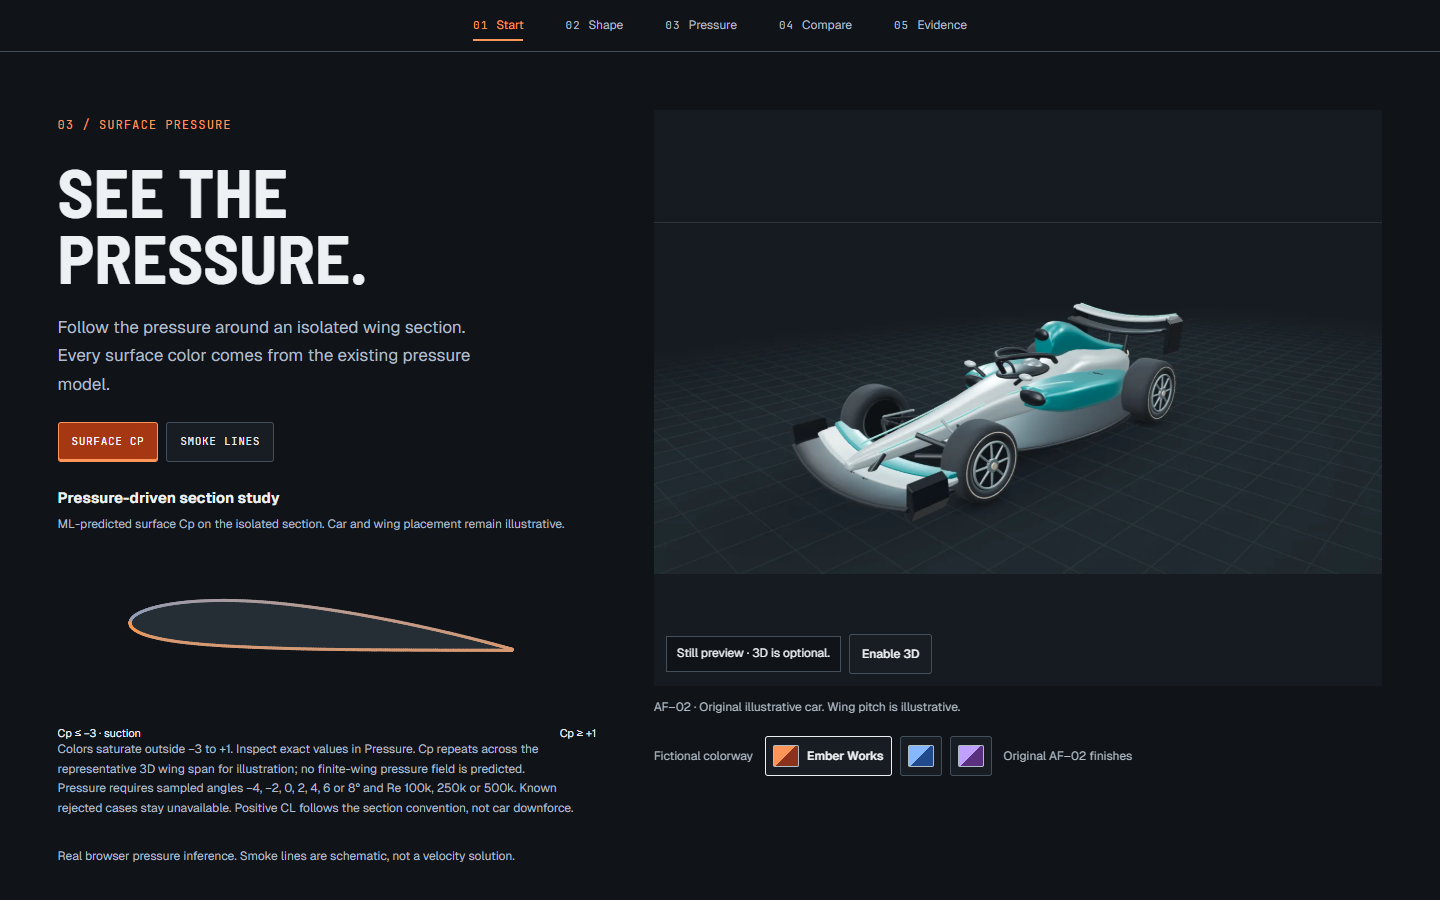 01 Start
02 Shape
03 Pressure
04 Compare
05 Evidence
03 / SURFACE PRESSURE
SEE THE
PRESSURE.
Follow the pressure around an isolated wing section.
Every surface color comes from the existing pressure
model.
SURFACE CP
SMOKE LINES
Pressure-driven section study
ML-predicted surface Cp on the isolated section. Car and wing placement remain illustrative.
Cp ≤ −3 · suction
Cp ≥ +1
Colors saturate outside −3 to +1. Inspect exact values in Pressure. Cp repeats across the
representative 3D wing span for illustration; no finite-wing pressure field is predicted.
Pressure requires sampled angles −4, −2, 0, 2, 4, 6 or 8° and Re 100k, 250k or 500k. Known
rejected cases stay unavailable. Positive CL follows the section convention, not car downforce.
Real browser pressure inference. Smoke lines are schematic, not a velocity solution.
Still preview · 3D is optional.
Enable 3D
AF–02 · Original illustrative car. Wing pitch is illustrative.
Fictional colorway
Ember Works
Original AF–02 finishes